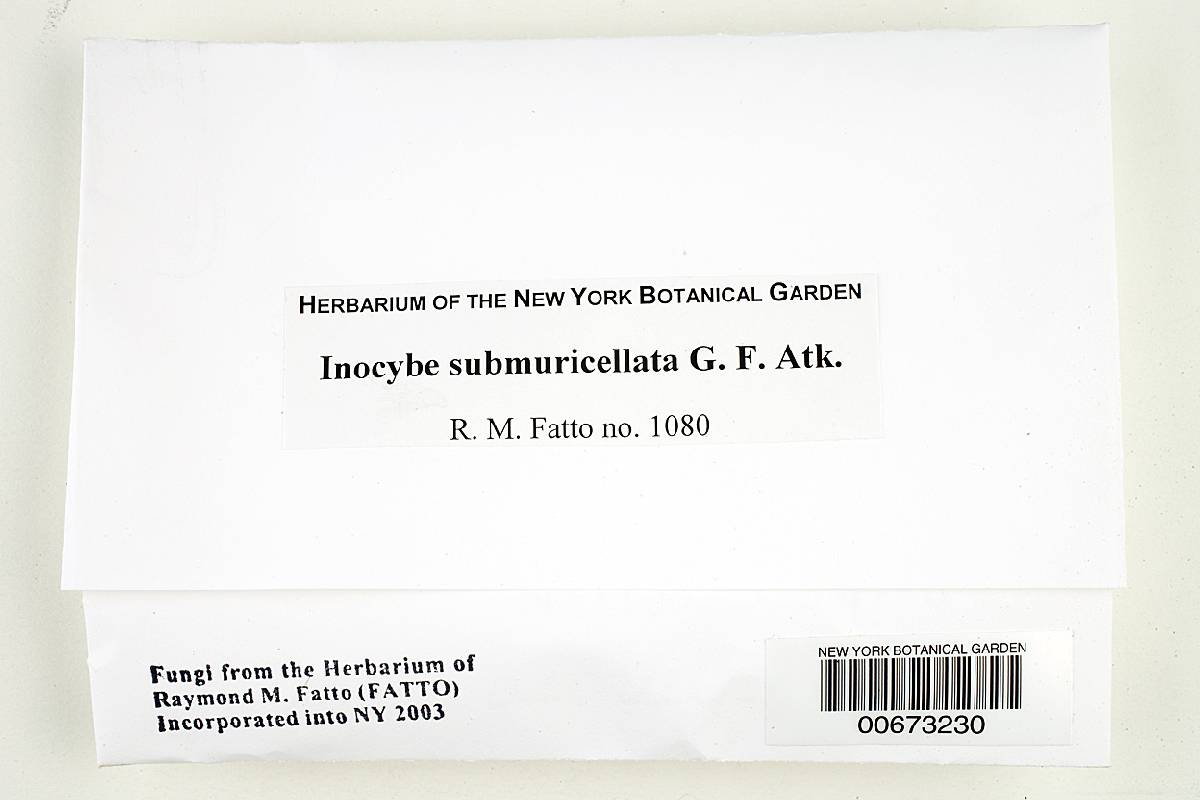 HERBARIUM OF THE NEW YORK BOTANICAL GARDEN
Inocybe submuricellata G. F. Atk.
R. M. Fatto no. 1080
Fungi from the Herbarium of
Raymond M. Fatto (FATTO)
Incorporated into NY 2003
NEW YORK BOTANICAL GARDEN
00673230